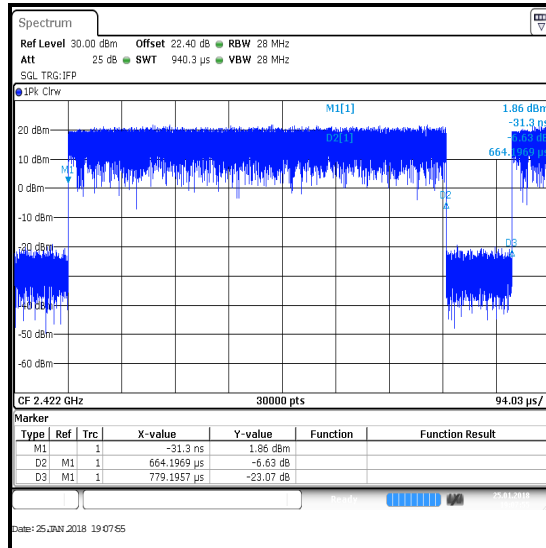 Spectrum
Ref Level 30.00 dBm Offset 22.40 dB RBW 28 MHz
Att 25 dB SWT 940.3 µs VBW 28 MHz
SGL TRG:IFP
1Pk Clrw
M1[1] 1.86 dBm
-31.3 ns
D2[1] -6.63 dB
664.1969 µs
20 dBm
10 dBm
M1
0 dBm
D2
-10 dBm
-20 dBm
D3
-40 dBm
-50 dBm
-60 dBm
CF 2.422 GHz 30000 pts 94.03 µs/
Marker
Type Ref Trc X-value Y-value Function Function Result
M1 1 -31.3 ns 1.86 dBm
D2 M1 1 664.1969 µs -6.63 dB
D3 M1 1 779.1957 µs -23.07 dB
Ready 25.01.2018
Date: 25.JAN.2018 19:07:55